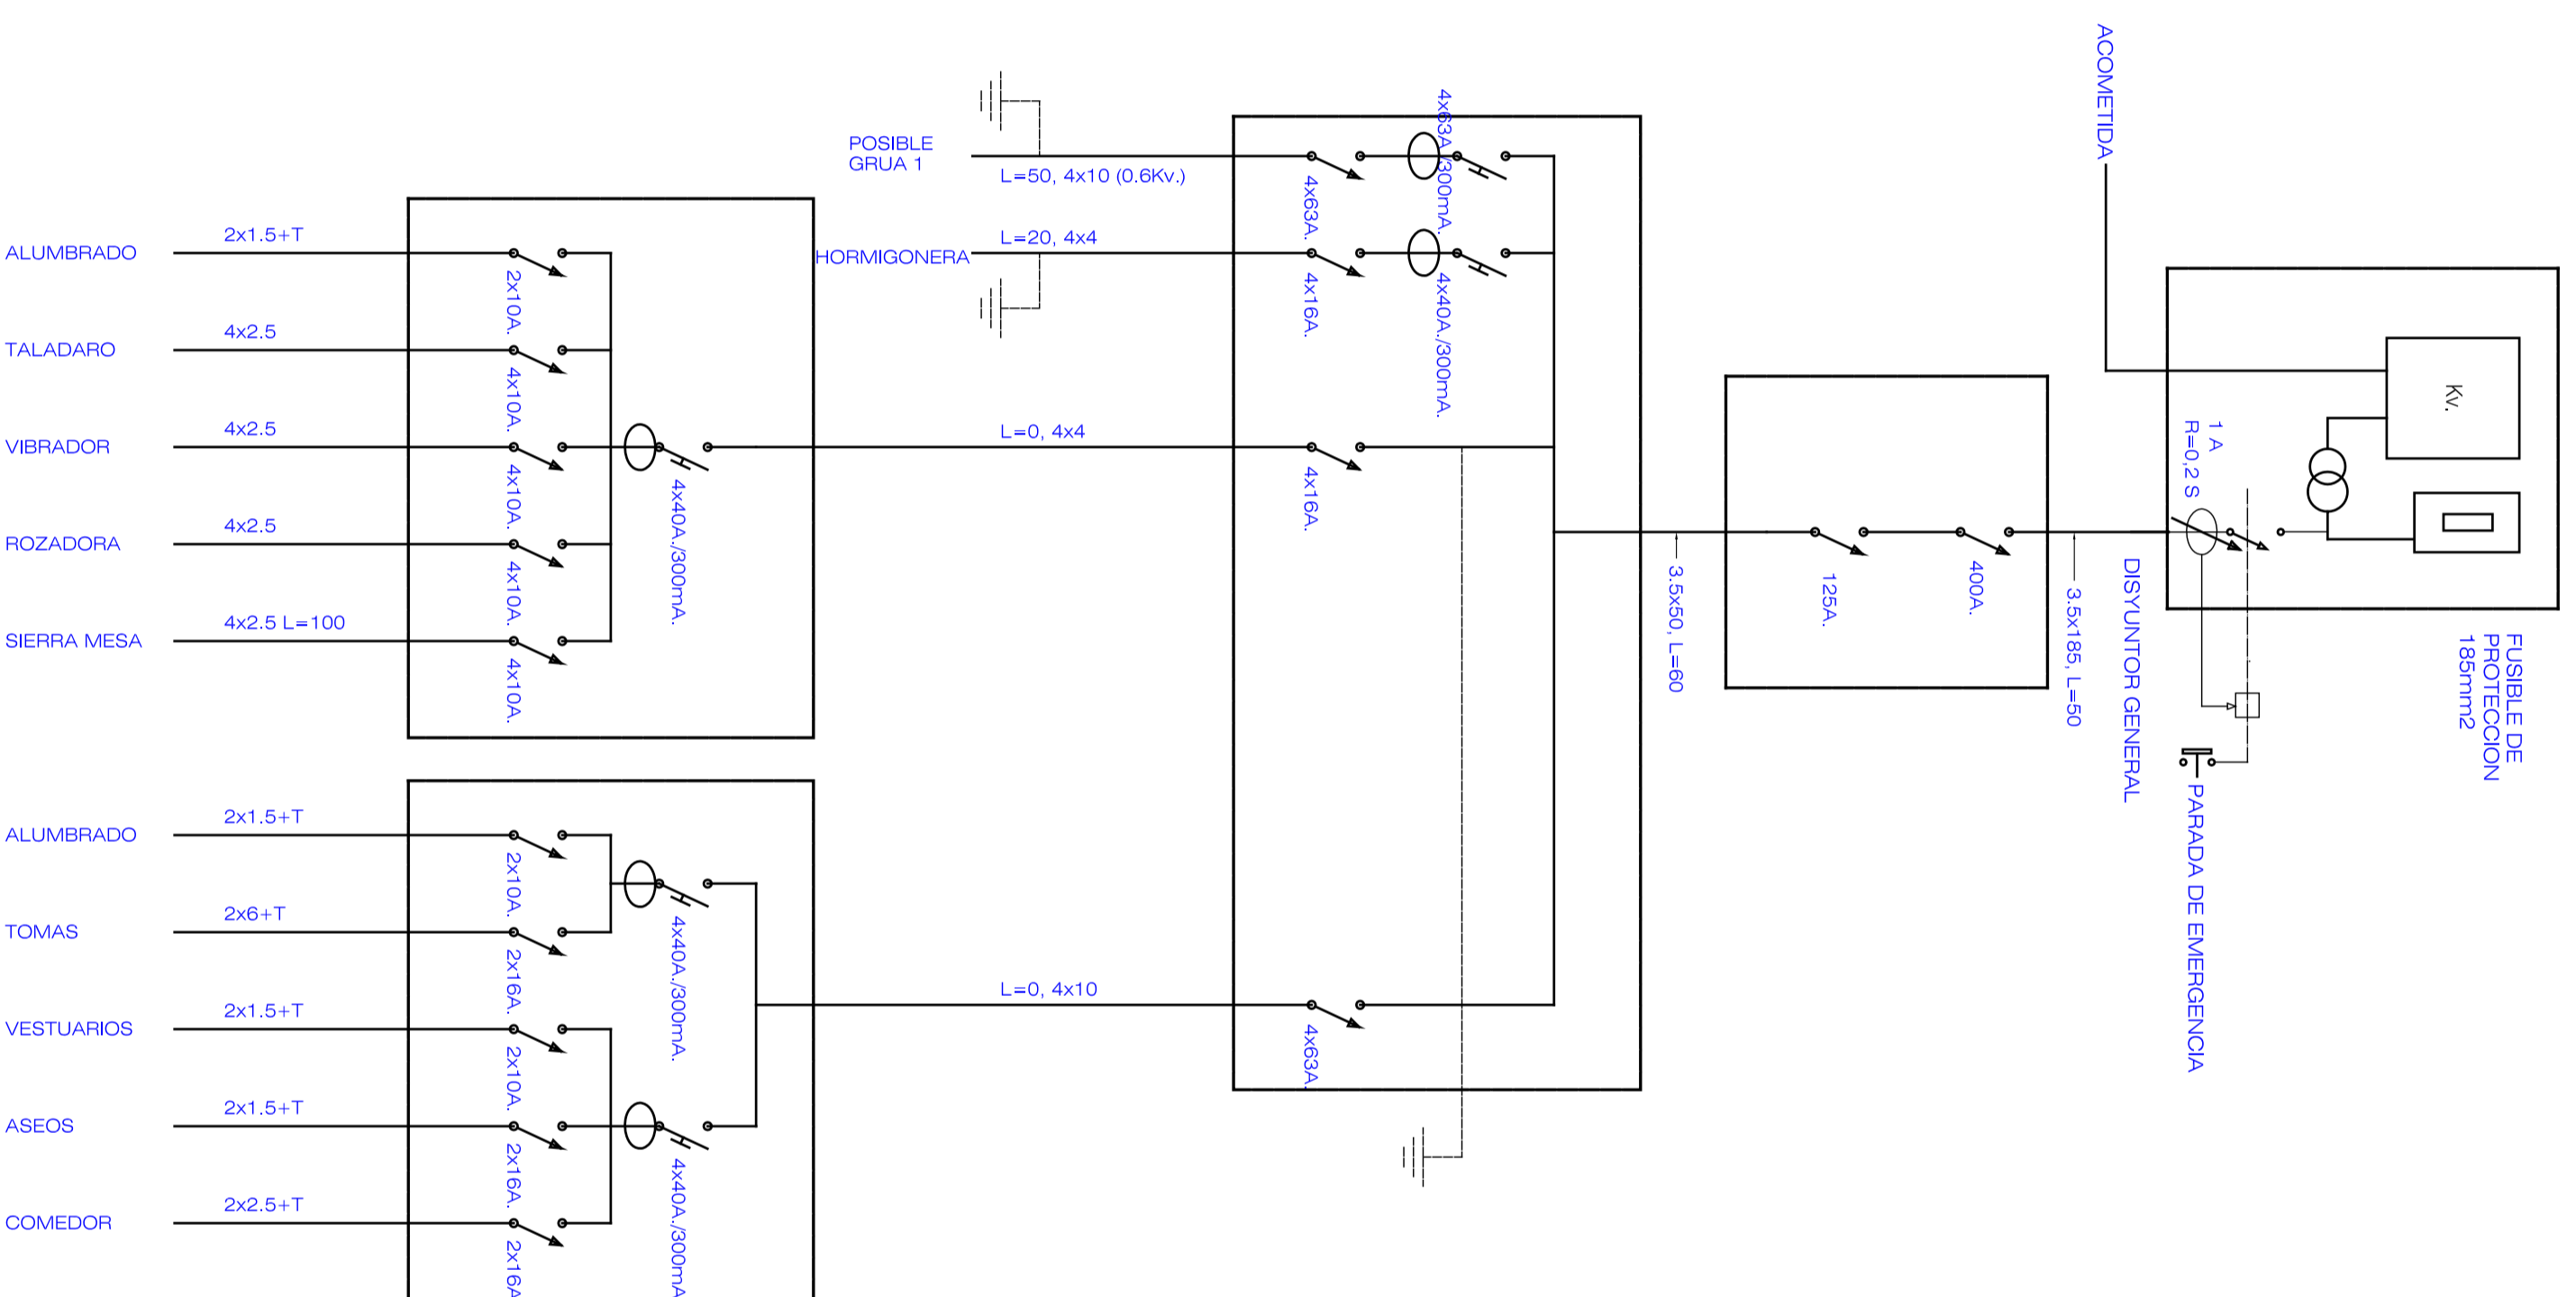 ACOMETIDA
Kv.
1 A
R=0,2 S
FUSIBLE DE
PROTECCION
185mm2
DISYUNTOR GENERAL
PARADA DE EMERGENCIA
3.5x185, L=50
400A.
125A.
3.5x50, L=60
POSIBLE
GRUA 1
L=50, 4x10 (0.6Kv.)
4x63A.
4x63A./300mA.
HORMIGONERA
L=20, 4x4
4x16A.
4x40A./300mA.
L=0, 4x4
4x16A.
L=0, 4x10
4x63A.
ALUMBRADO
2x1.5+T
2x10A.
TALADARO
4x2.5
4x10A.
VIBRADOR
4x2.5
4x10A.
4x40A./300mA.
ROZADORA
4x2.5
4x10A.
SIERRA MESA
4x2.5 L=100
4x10A.
ALUMBRADO
2x1.5+T
2x10A.
4x40A./300mA.
TOMAS
2x6+T
2x16A.
VESTUARIOS
2x1.5+T
2x10A.
ASEOS
2x1.5+T
2x16A.
4x40A./300mA
COMEDOR
2x2.5+T
2x16A